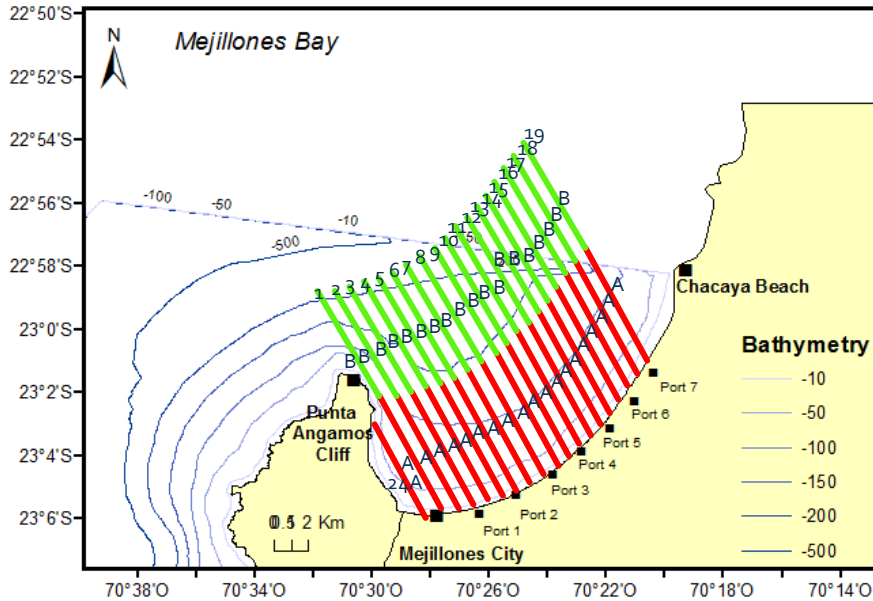 22°50'S
22°52'S
22°54'S
22°56'S
22°58'S
23°0'S
23°2'S
23°4'S
23°6'S
N
Mejillones Bay
-100
-50
-10
-500
-50
1 2 3 4 5 6 7 8 9 10 11 12 13 14 15 16 17 18 19
B B B B B B B B B B B B
B B B B B B B
A A A A A A A A A A A A A A A A A A A
24
Chacaya Beach
Punta
Angamos
Cliff
Mejillones City
Port 7
Port 6
Port 5
Port 4
Port 3
Port 2
Port 1
2 Km
Bathymetry
-10
-50
-100
-150
-200
-500
70°38'O
70°34'O
70°30'O
70°26'O
70°22'O
70°18'O
70°14'O